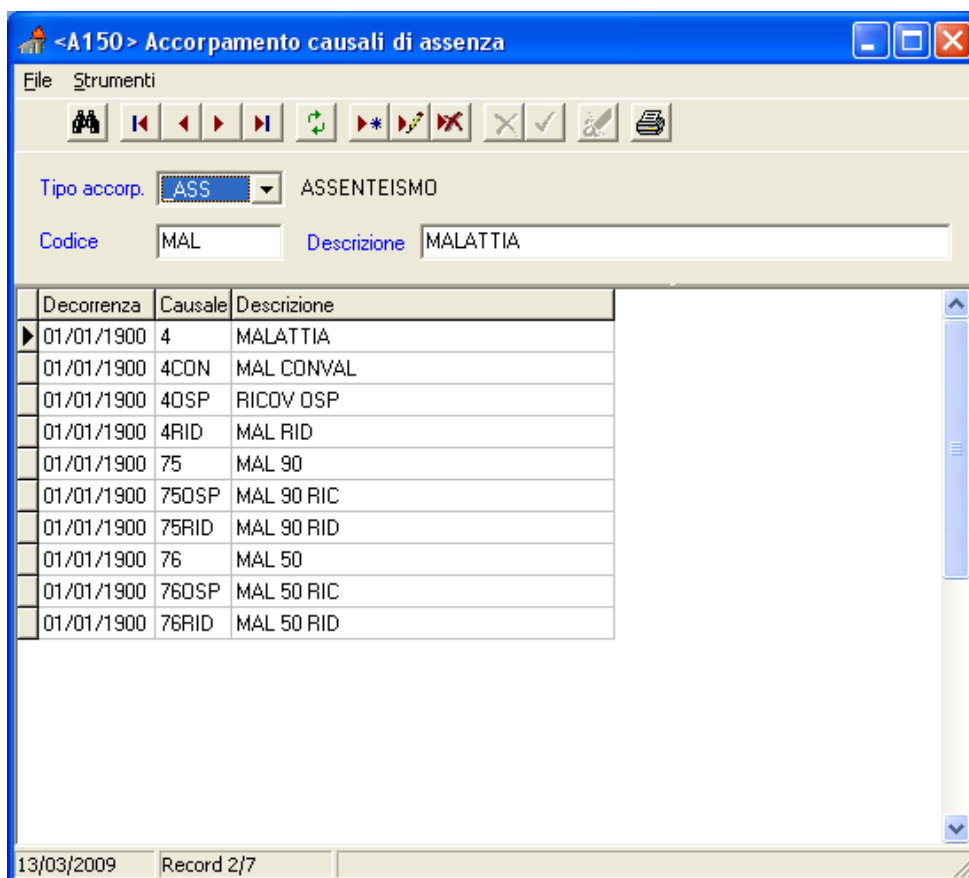 <A150> Accorpamento causali di assenza
File Strumenti
Tipo accorp. ASS ASSENTEISMO
Codice MAL Descrizione MALATTIA
Decorrenza Causale Descrizione
01/01/1900 4 MALATTIA
01/01/1900 4CON MAL CONVAL
01/01/1900 4OSP RICOV OSP
01/01/1900 4RID MAL RID
01/01/1900 75 MAL 90
01/01/1900 75OSP MAL 90 RIC
01/01/1900 75RID MAL 90 RID
01/01/1900 76 MAL 50
01/01/1900 76OSP MAL 50 RIC
01/01/1900 76RID MAL 50 RID
13/03/2009 Record 2/7